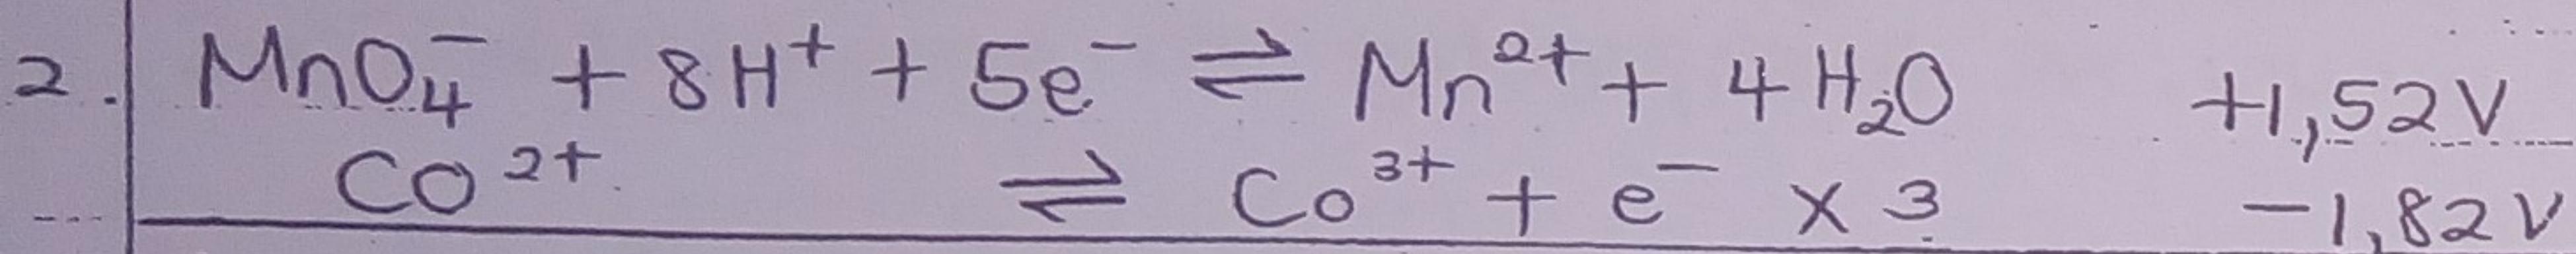 2. MnO₄⁻ + 8H⁺ + 5e⁻ ⇌ Mn²⁺ + 4H₂O +1,52V
CO²⁺ ⇌ Co³⁺ + e⁻ × 3 -1,82V